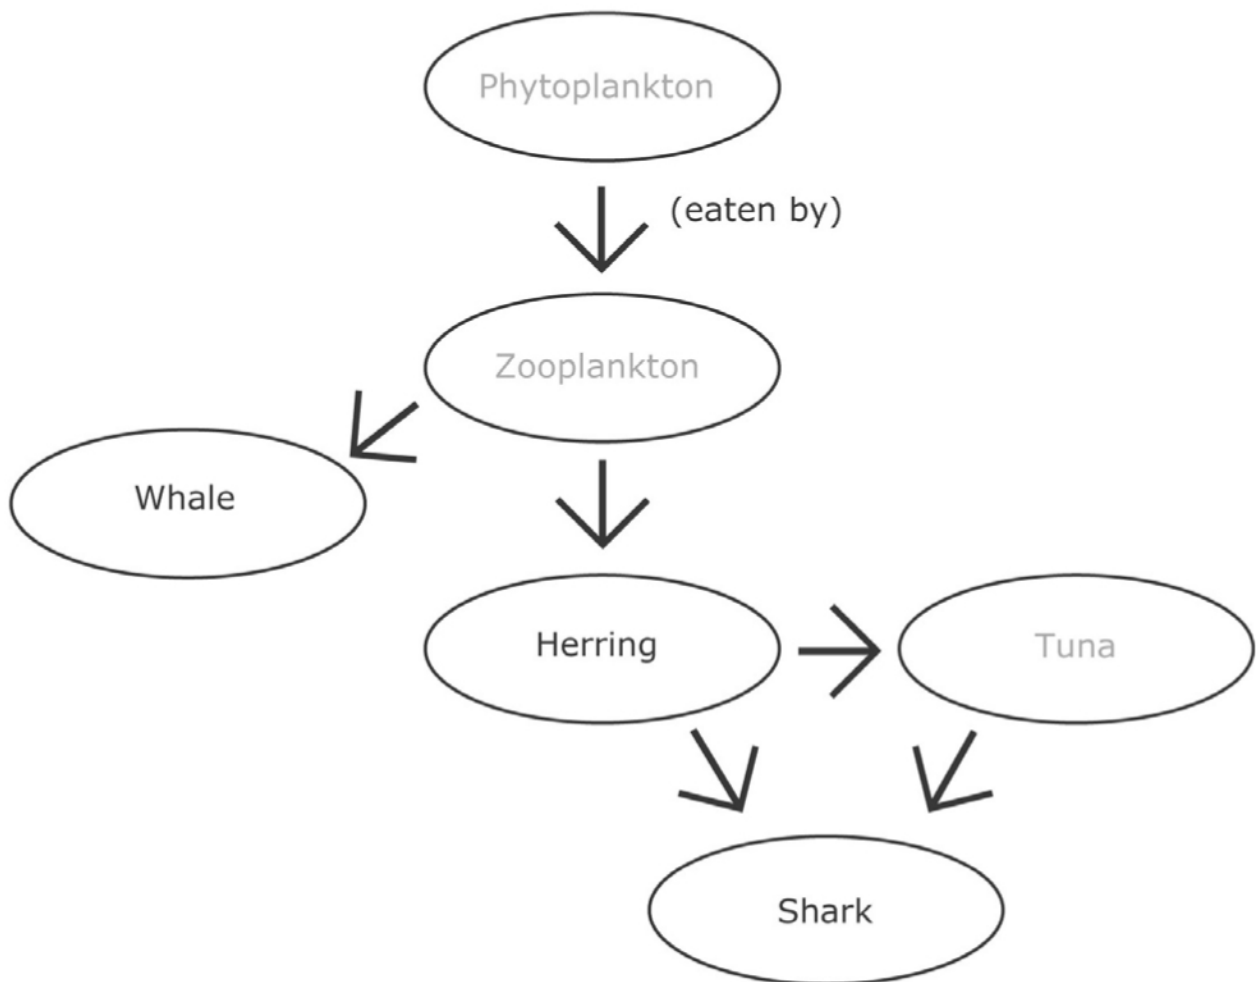 Phytoplankton
(eaten by)
Zooplankton
Whale
Herring
Tuna
Shark